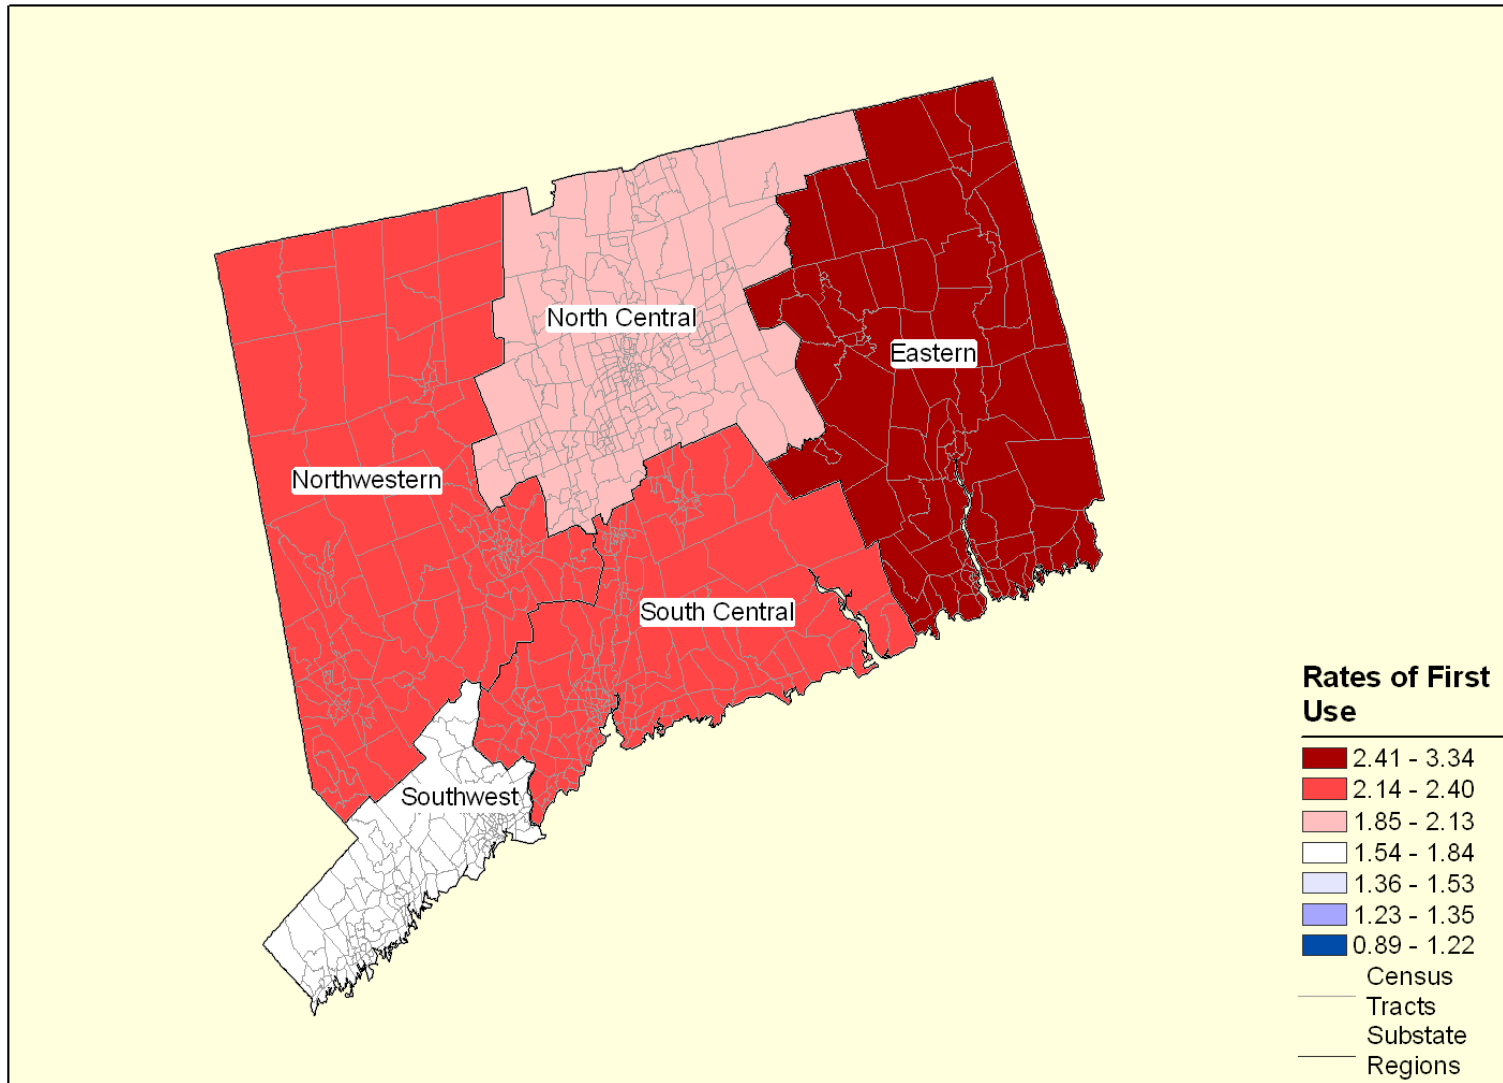 North Central
Eastern
Northwestern
South Central
Southwest
Rates of First
Use
2.41 - 3.34
2.14 - 2.40
1.85 - 2.13
1.54 - 1.84
1.36 - 1.53
1.23 - 1.35
0.89 - 1.22
Census
Tracts
Substate
Regions